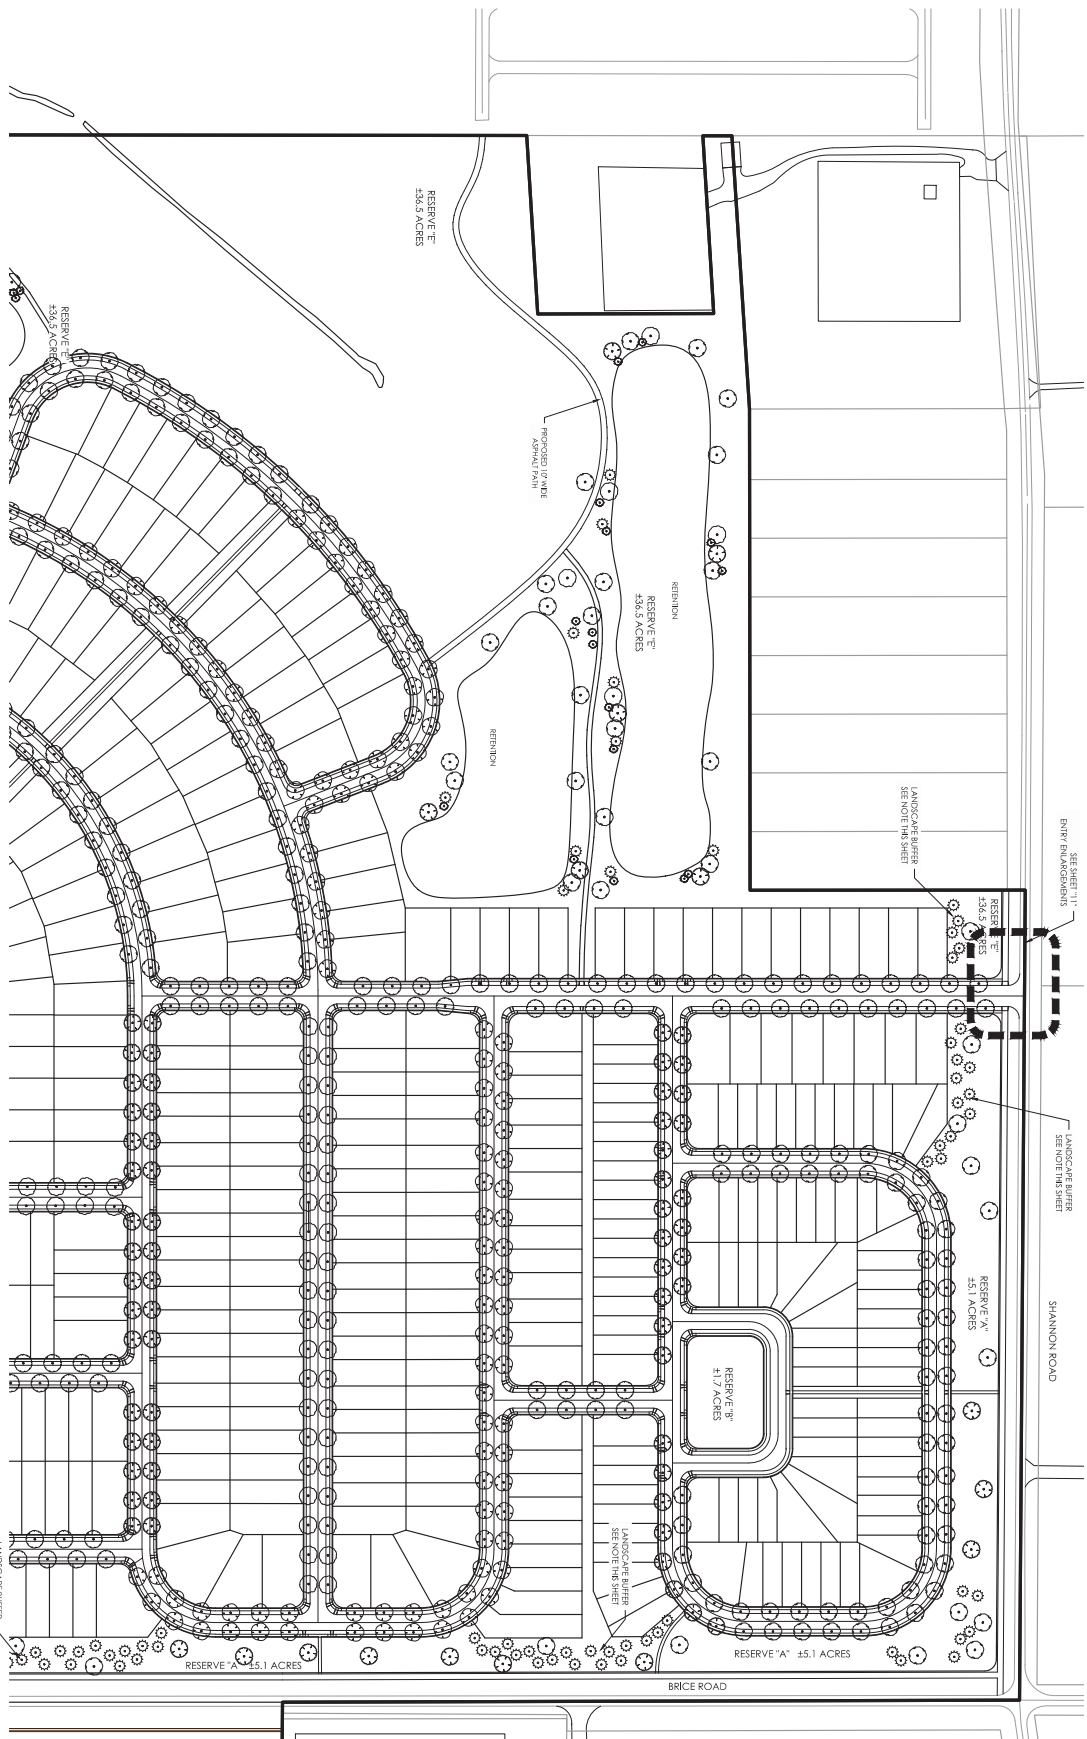 RESERVE "E"
±36.5 ACRES
RESERVE "E"
±36.5 ACRES
PROPOSED 10' WIDE
ASPHALT PATH
RETENTION
RESERVE "E"
±36.5 ACRES
RETENTION
LANDSCAPE BUFFER
SEE NOTE THIS SHEET
SEE SHEET "11"
ENTRY ENLARGEMENTS
RESERVE "E"
±36.5 ACRES
LANDSCAPE BUFFER
SEE NOTE THIS SHEET
RESERVE "A"
±5.1 ACRES
SHANNON ROAD
RESERVE "B"
±1.7 ACRES
LANDSCAPE BUFFER
SEE NOTE THIS SHEET
RESERVE "A" ±5.1 ACRES
RESERVE "A" ±5.1 ACRES
BRICE ROAD
LANDSCAPE BUFFER